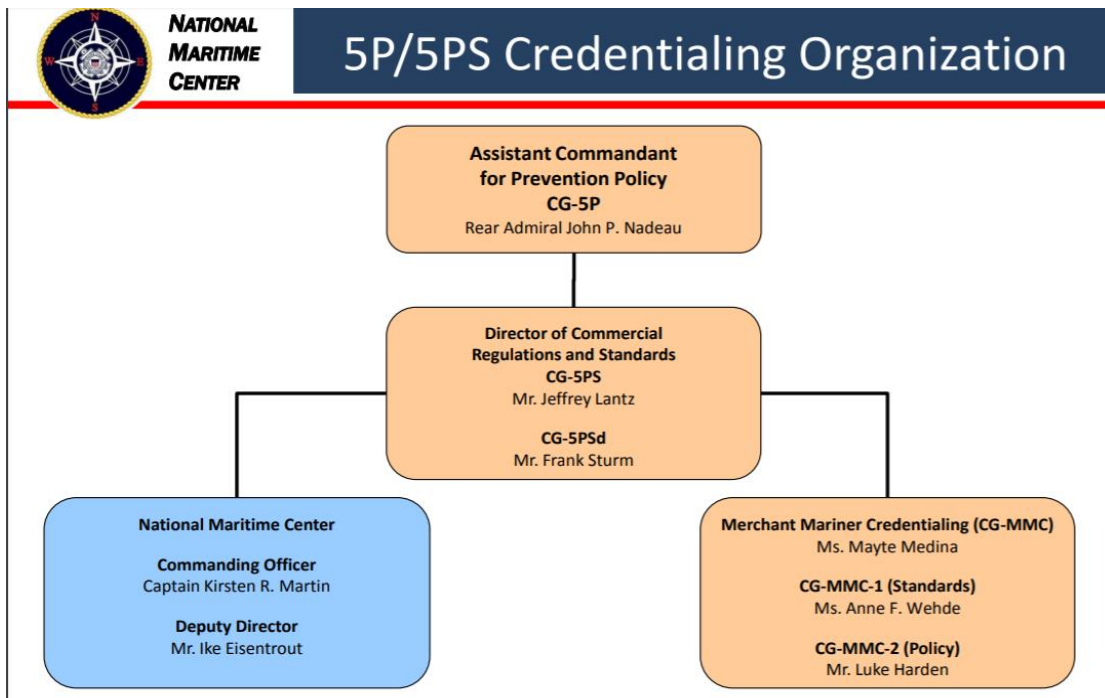 NATIONAL
MARITIME
CENTER
N
W
E
S
5P/5PS Credentialing Organization
Assistant Commandant
for Prevention Policy
CG-5P
Rear Admiral John P. Nadeau
Director of Commercial
Regulations and Standards
CG-5PS
Mr. Jeffrey Lantz
CG-5PSd
Mr. Frank Sturm
National Maritime Center
Commanding Officer
Captain Kirsten R. Martin
Deputy Director
Mr. Ike Eisentrout
Merchant Mariner Credentialing (CG-MMC)
Ms. Mayte Medina
CG-MMC-1 (Standards)
Ms. Anne F. Wehde
CG-MMC-2 (Policy)
Mr. Luke Harden